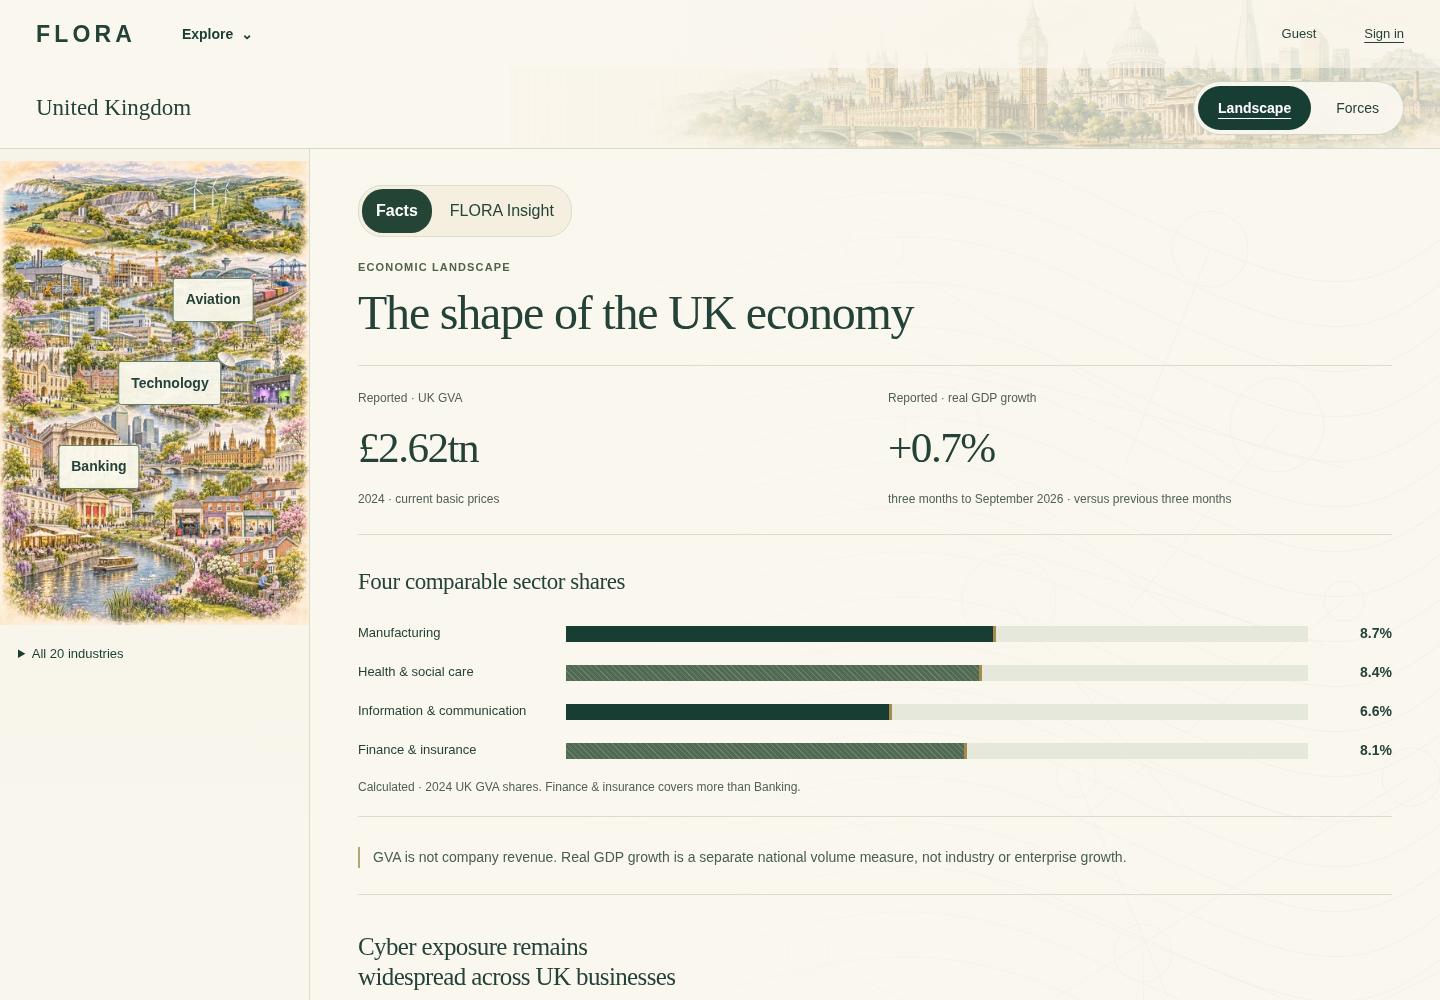 FLORA
Explore
Guest
Sign in
United Kingdom
Landscape
Forces
Aviation
Technology
Banking
All 20 industries
Facts
FLORA Insight
ECONOMIC LANDSCAPE
The shape of the UK economy
Reported · UK GVA
£2.62tn
2024 · current basic prices
Reported · real GDP growth
+0.7%
three months to September 2026 · versus previous three months
Four comparable sector shares
Manufacturing 8.7%
Health & social care 8.4%
Information & communication 6.6%
Finance & insurance 8.1%
Calculated · 2024 UK GVA shares. Finance & insurance covers more than Banking.
GVA is not company revenue. Real GDP growth is a separate national volume measure, not industry or enterprise growth.
Cyber exposure remains
widespread across UK businesses